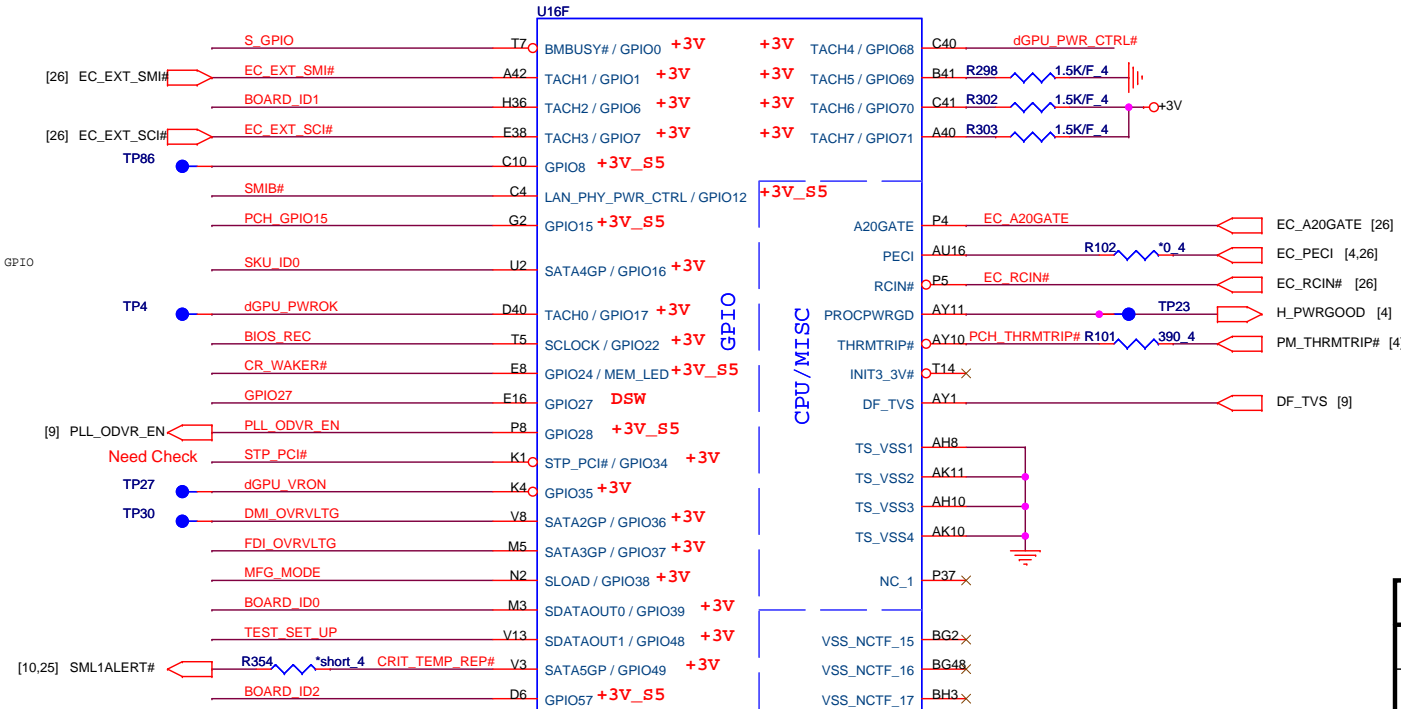 U16F
S_GPIO T7 BMBUSY# / GPIO0 +3V
+3V TACH4 / GPIO68 C40 dGPU_PWR_CTRL#
[26] EC_EXT_SMI# EC_EXT_SMI# A42 TACH1 / GPIO1 +3V
+3V TACH5 / GPIO69 B41 R298 1.5K/F_4
BOARD_ID1 H36 TACH2 / GPIO6 +3V
+3V TACH6 / GPIO70 C41 R302 1.5K/F_4 +3V
[26] EC_EXT_SCI# EC_EXT_SCI# E38 TACH3 / GPIO7 +3V
+3V TACH7 / GPIO71 A40 R303 1.5K/F_4
TP86 C10 GPIO8 +3V_S5
SMIB# C4 LAN_PHY_PWR_CTRL / GPIO12 +3V_S5
PCH_GPIO15 G2 GPIO15 +3V_S5
A20GATE P4 EC_A20GATE EC_A20GATE [26]
PECI AU16 R102 *0_4 EC_PECI [4,26]
GPIO
SKU_ID0 U2 SATA4GP / GPIO16 +3V
RCIN# P5 EC_RCIN# EC_RCIN# [26]
TP4 dGPU_PWROK D40 TACH0 / GPIO17 +3V
PROCPWRGD AY11 TP23 H_PWRGOOD [4]
BIOS_REC T5 SCLOCK / GPIO22 +3V
THRMTRIP# AY10 PCH_THRMTRIP# R101 390_4 PM_THRMTRIP# [4]
GPIO
CPU/MISC
CR_WAKER# E8 GPIO24 / MEM_LED +3V_S5
INIT3_3V# T14
GPIO27 E16 GPIO27 DSW
DF_TVS AY1 DF_TVS [9]
[9] PLL_ODVR_EN PLL_ODVR_EN P8 GPIO28 +3V_S5
TS_VSS1 AH8
Need Check STP_PCI# K1 STP_PCI# / GPIO34 +3V
TS_VSS2 AK11
TP27 dGPU_VRON K4 GPIO35 +3V
TS_VSS3 AH10
TP30 DMI_OVRVLTG V8 SATA2GP / GPIO36 +3V
TS_VSS4 AK10
FDI_OVRVLTG M5 SATA3GP / GPIO37 +3V
MFG_MODE N2 SLOAD / GPIO38 +3V
NC_1 P37
BOARD_ID0 M3 SDATAOUT0 / GPIO39 +3V
TEST_SET_UP V13 SDATAOUT1 / GPIO48 +3V
VSS_NCTF_15 BG2
[10,25] SML1ALERT# R354 *short_4 CRIT_TEMP_REP# V3 SATA5GP / GPIO49 +3V
VSS_NCTF_16 BG48
BOARD_ID2 D6 GPIO57 +3V_S5
VSS_NCTF_17 BH3